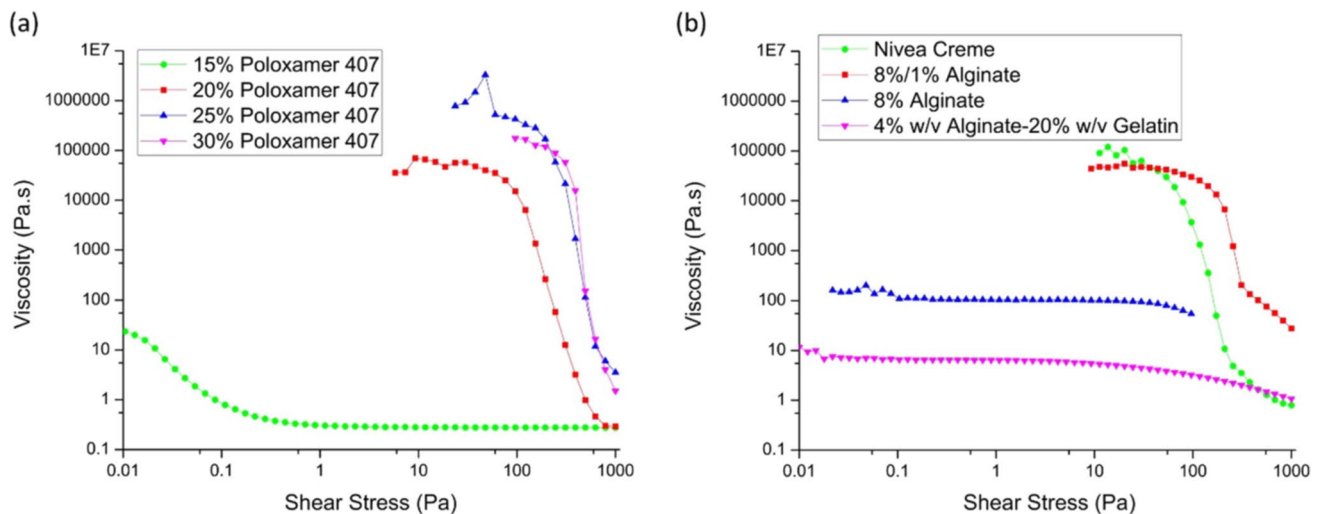 (a)
1E7
1000000
100000
10000
1000
100
10
1
0.1
Viscosity (Pa.s)
15% Poloxamer 407
20% Poloxamer 407
25% Poloxamer 407
30% Poloxamer 407
0.01 0.1 1 10 100 1000
Shear Stress (Pa)
(b)
1E7
1000000
100000
10000
1000
100
10
1
0.1
Viscosity (Pa.s)
Nivea Creme
8%/1% Alginate
8% Alginate
4% w/v Alginate-20% w/v Gelatin
0.01 0.1 1 10 100 1000
Shear Stress (Pa)